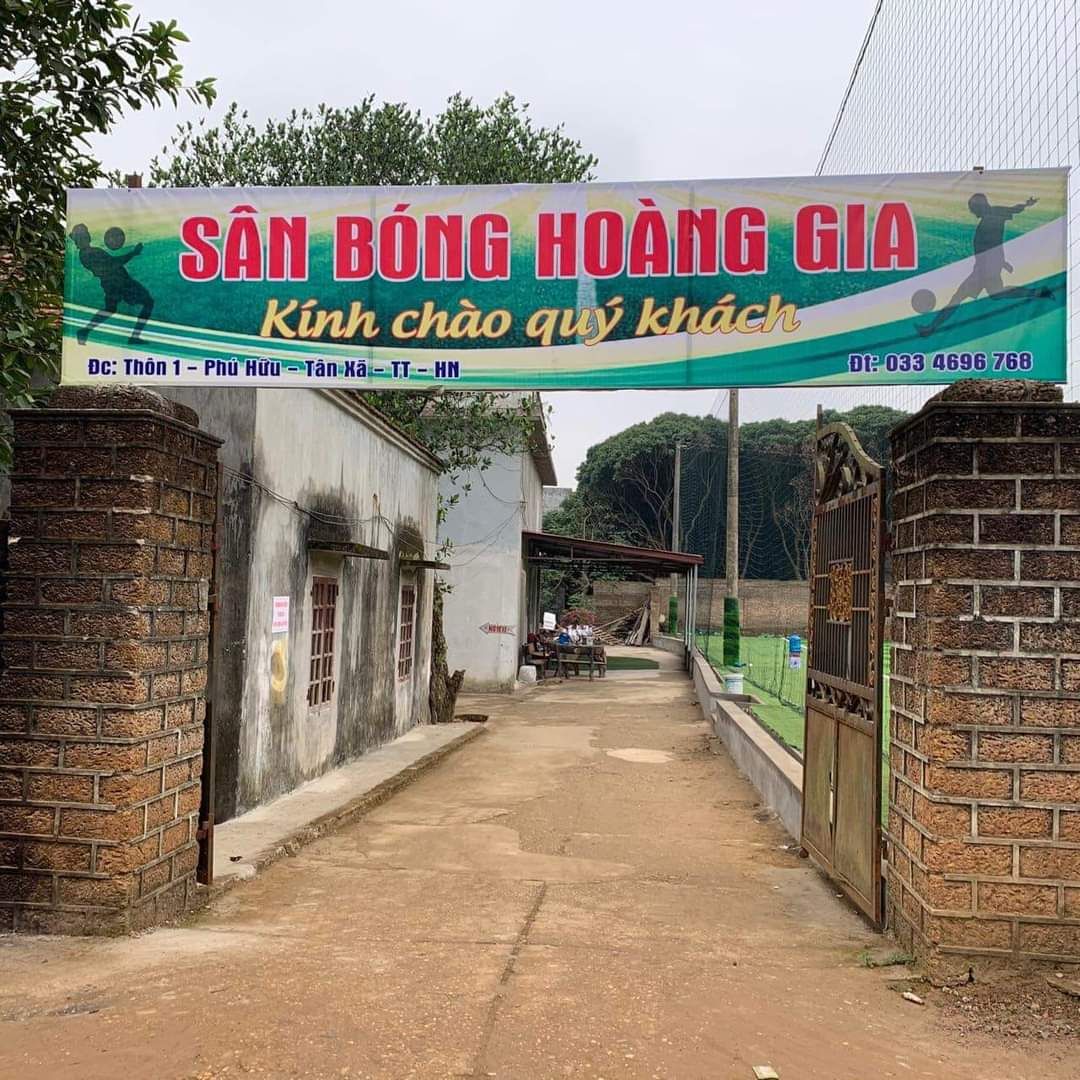 SÂN BÓNG HOÀNG GIA
Kính chào quý khách
Đc: Thôn 1 - Phú Hữu - Tân Xã - TT - HN
Đt: 033 4696 768